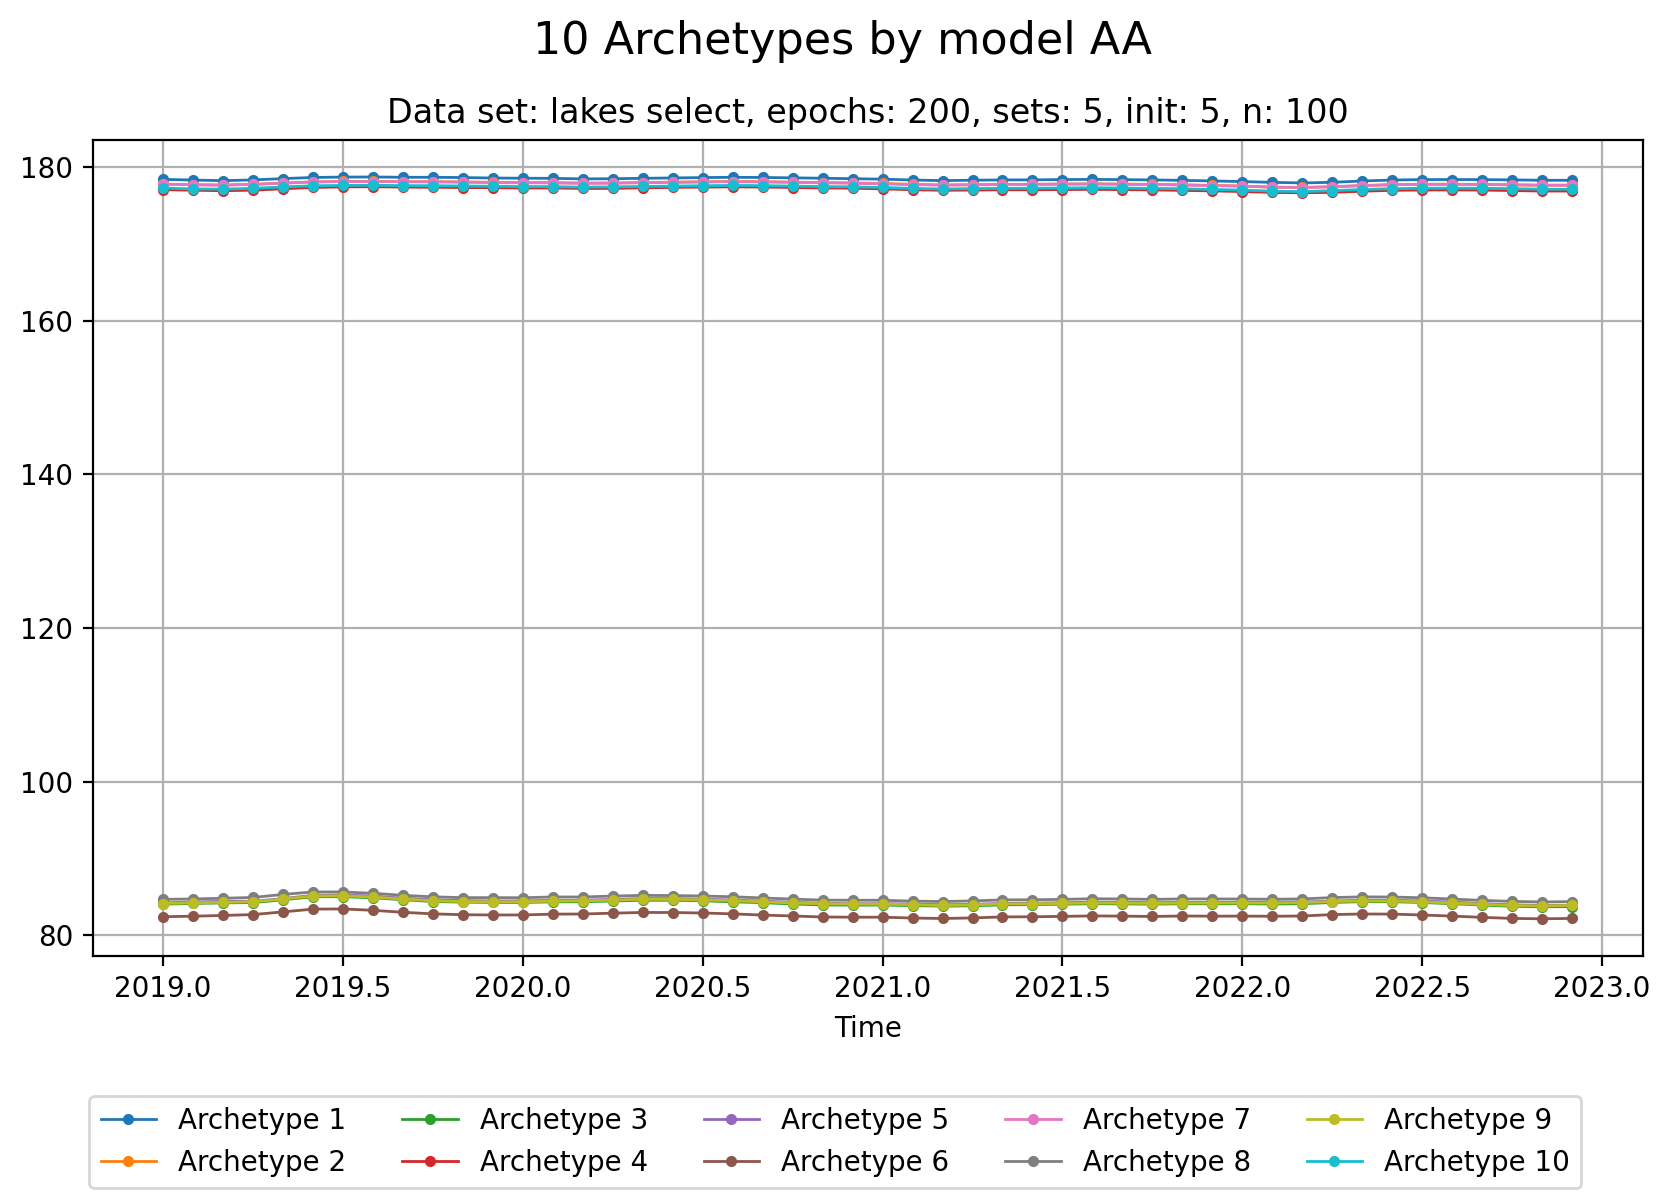 10 Archetypes by model AA
Data set: lakes select, epochs: 200, sets: 5, init: 5, n: 100
180
160
140
120
100
80
2019.0 2019.5 2020.0 2020.5 2021.0 2021.5 2022.0 2022.5 2023.0
Time
Archetype 1 Archetype 3 Archetype 5 Archetype 7 Archetype 9
Archetype 2 Archetype 4 Archetype 6 Archetype 8 Archetype 10